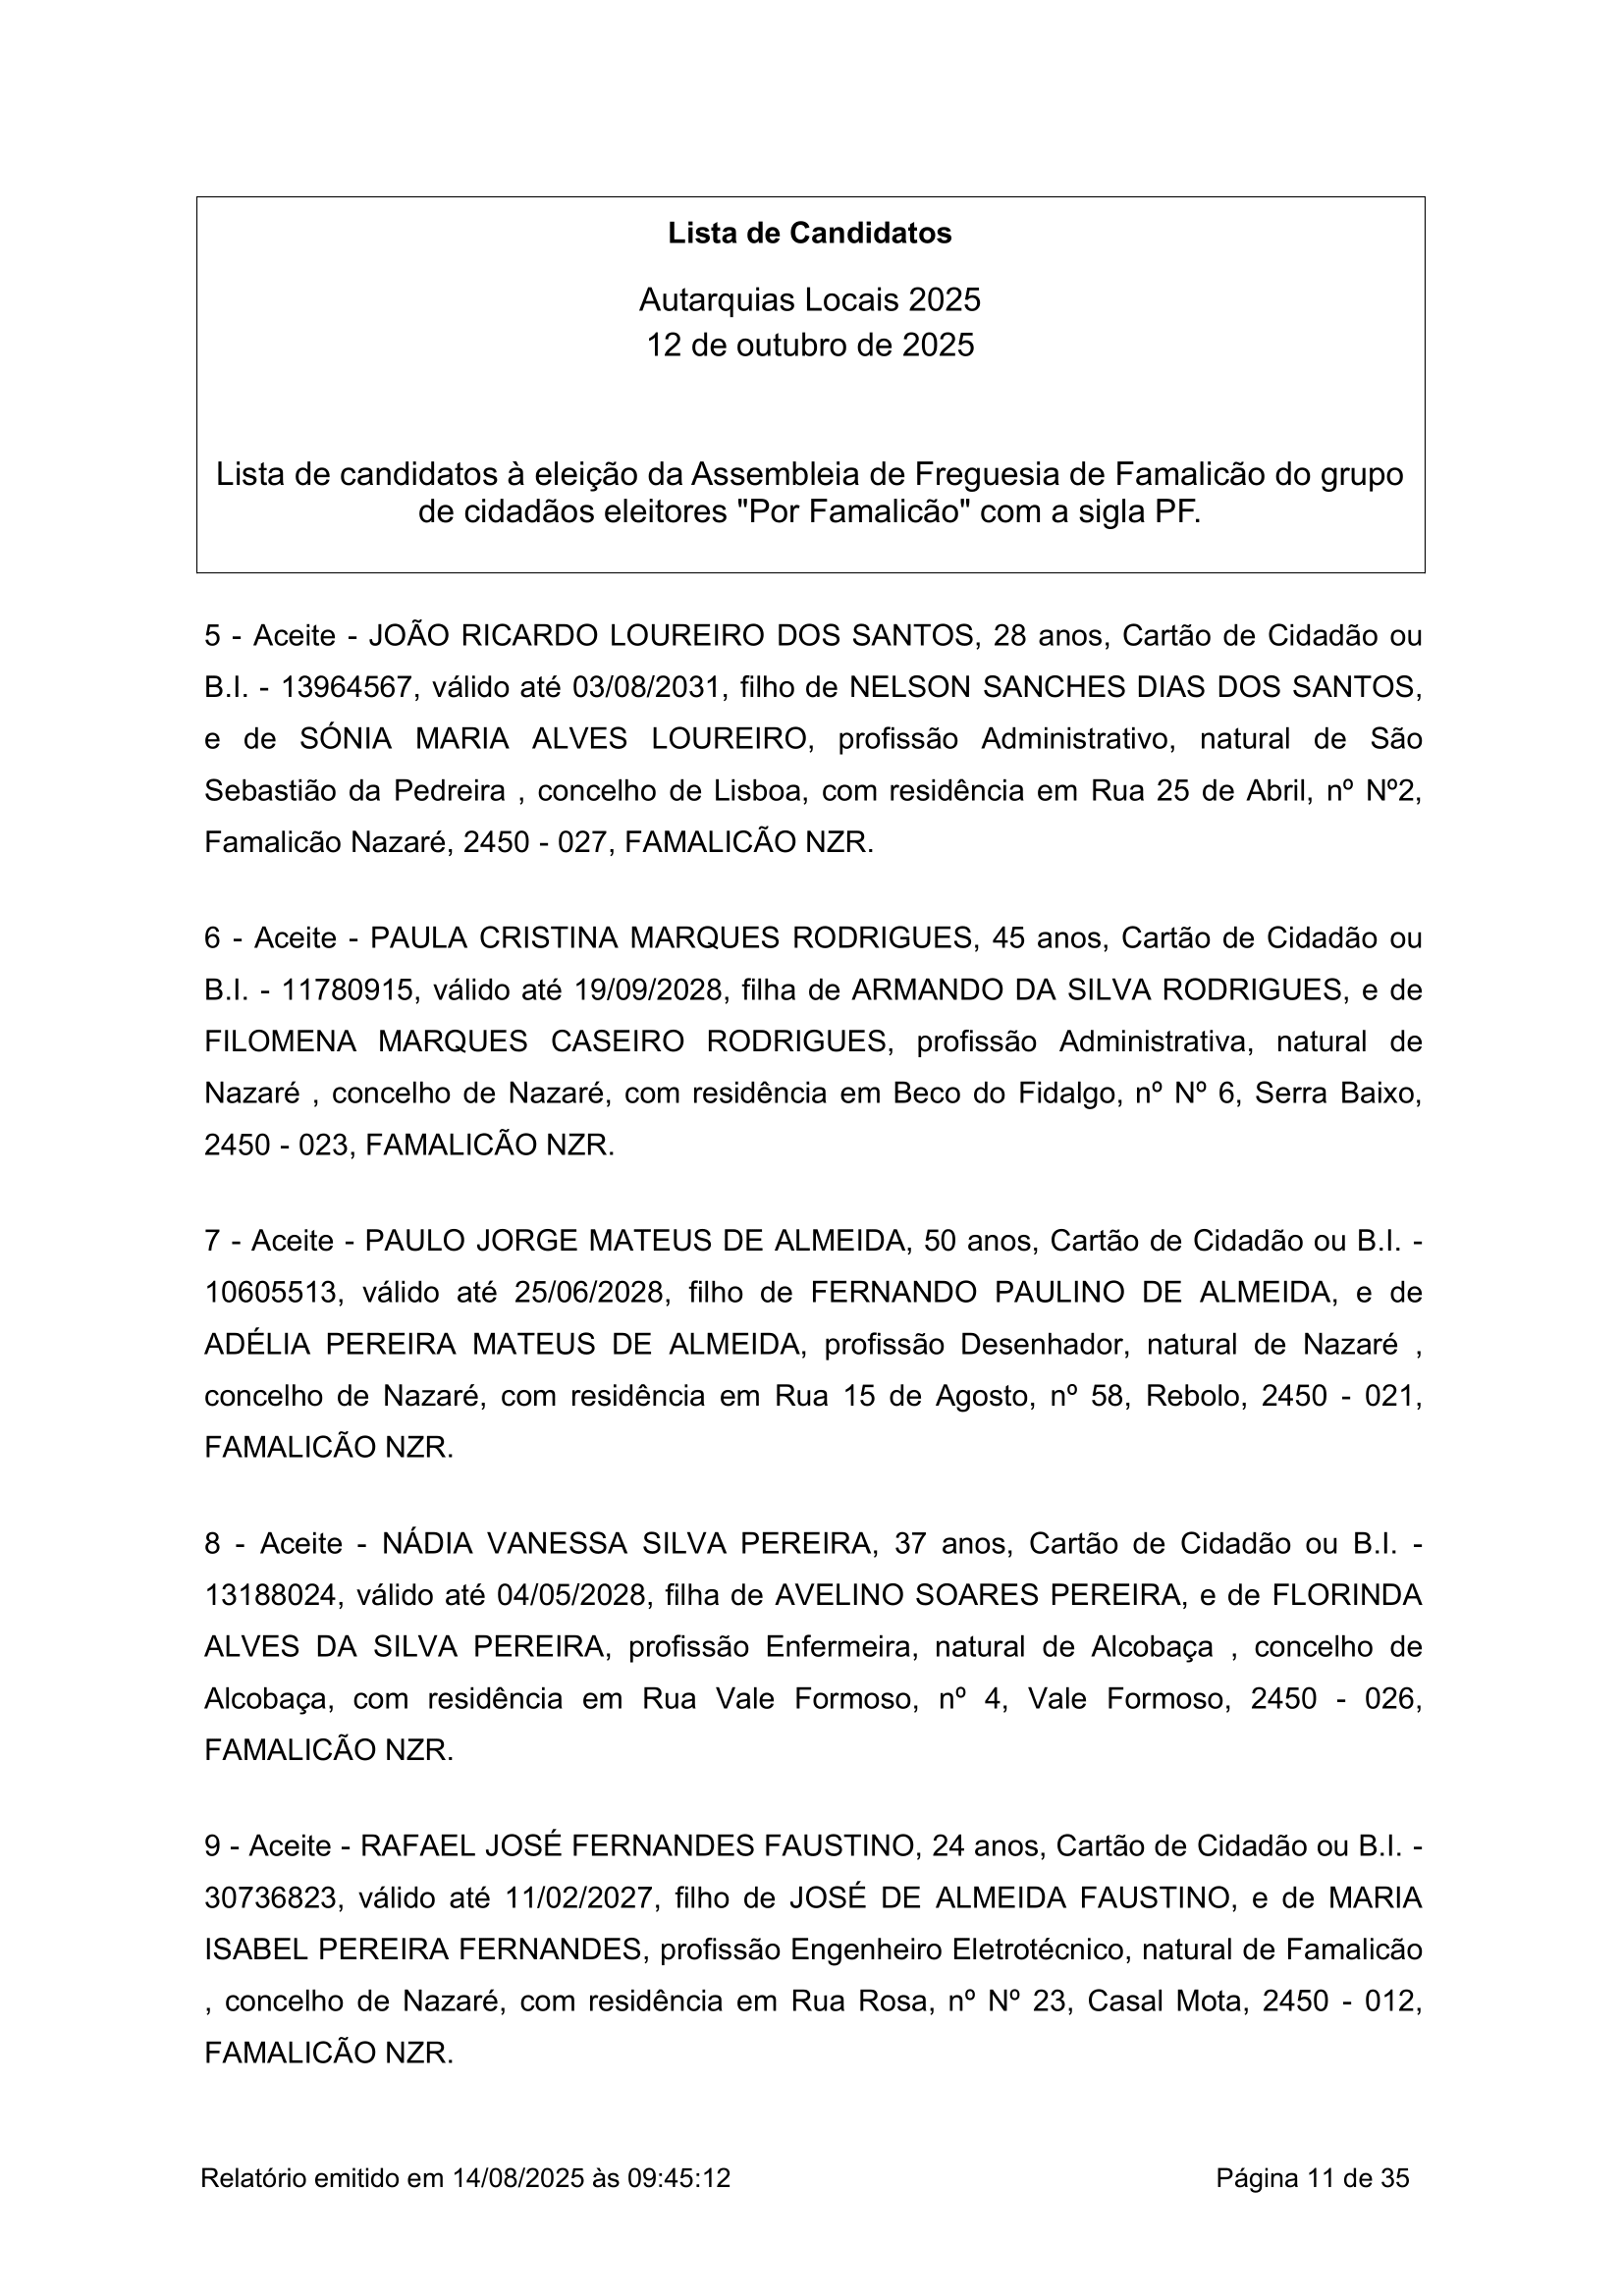 Lista de Candidatos
Autarquias Locais 2025
12 de outubro de 2025
Lista de candidatos à eleição da Assembleia de Freguesia de Famalicão do grupo
de cidadãos eleitores "Por Famalicão" com a sigla PF.
5 - Aceite - JOÃO RICARDO LOUREIRO DOS SANTOS, 28 anos, Cartão de Cidadão ou
B.I. - 13964567, válido até 03/08/2031, filho de NELSON SANCHES DIAS DOS SANTOS,
e de SÓNIA MARIA ALVES LOUREIRO, profissão Administrativo, natural de São
Sebastião da Pedreira , concelho de Lisboa, com residência em Rua 25 de Abril, nº Nº2,
Famalicão Nazaré, 2450 - 027, FAMALICÃO NZR.
6 - Aceite - PAULA CRISTINA MARQUES RODRIGUES, 45 anos, Cartão de Cidadão ou
B.I. - 11780915, válido até 19/09/2028, filha de ARMANDO DA SILVA RODRIGUES, e de
FILOMENA MARQUES CASEIRO RODRIGUES, profissão Administrativa, natural de
Nazaré , concelho de Nazaré, com residência em Beco do Fidalgo, nº Nº 6, Serra Baixo,
2450 - 023, FAMALICÃO NZR.
7 - Aceite - PAULO JORGE MATEUS DE ALMEIDA, 50 anos, Cartão de Cidadão ou B.I. -
10605513, válido até 25/06/2028, filho de FERNANDO PAULINO DE ALMEIDA, e de
ADÉLIA PEREIRA MATEUS DE ALMEIDA, profissão Desenhador, natural de Nazaré ,
concelho de Nazaré, com residência em Rua 15 de Agosto, nº 58, Rebolo, 2450 - 021,
FAMALICÃO NZR.
8 - Aceite - NÁDIA VANESSA SILVA PEREIRA, 37 anos, Cartão de Cidadão ou B.I. -
13188024, válido até 04/05/2028, filha de AVELINO SOARES PEREIRA, e de FLORINDA
ALVES DA SILVA PEREIRA, profissão Enfermeira, natural de Alcobaça , concelho de
Alcobaça, com residência em Rua Vale Formoso, nº 4, Vale Formoso, 2450 - 026,
FAMALICÃO NZR.
9 - Aceite - RAFAEL JOSÉ FERNANDES FAUSTINO, 24 anos, Cartão de Cidadão ou B.I. -
30736823, válido até 11/02/2027, filho de JOSÉ DE ALMEIDA FAUSTINO, e de MARIA
ISABEL PEREIRA FERNANDES, profissão Engenheiro Eletrotécnico, natural de Famalicão
, concelho de Nazaré, com residência em Rua Rosa, nº Nº 23, Casal Mota, 2450 - 012,
FAMALICÃO NZR.
Relatório emitido em 14/08/2025 às 09:45:12
Página 11 de 35